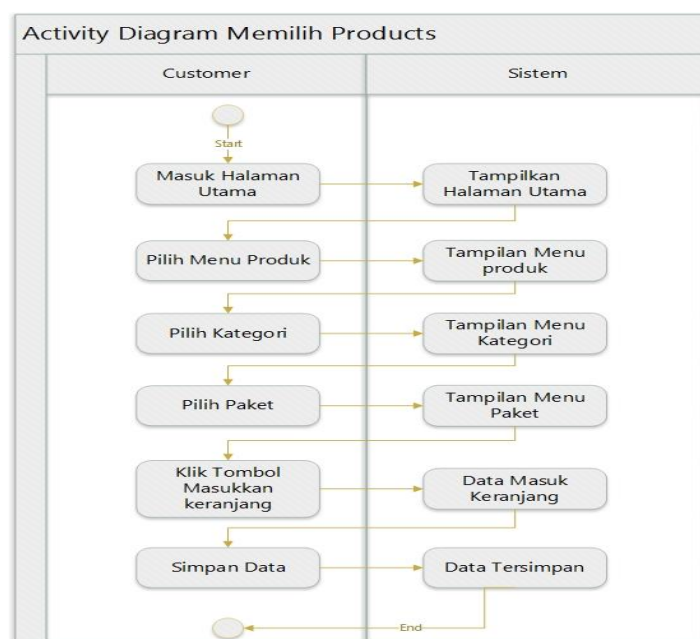 Activity Diagram Memilih Products
Customer
Sistem
Start
Masuk Halaman
Utama
Tampilkan
Halaman Utama
Pilih Menu Produk
Tampilan Menu
produk
Pilih Kategori
Tampilan Menu
Kategori
Pilih Paket
Tampilan Menu
Paket
Klik Tombol
Masukkan
keranjang
Data Masuk
Keranjang
Simpan Data
Data Tersimpan
End